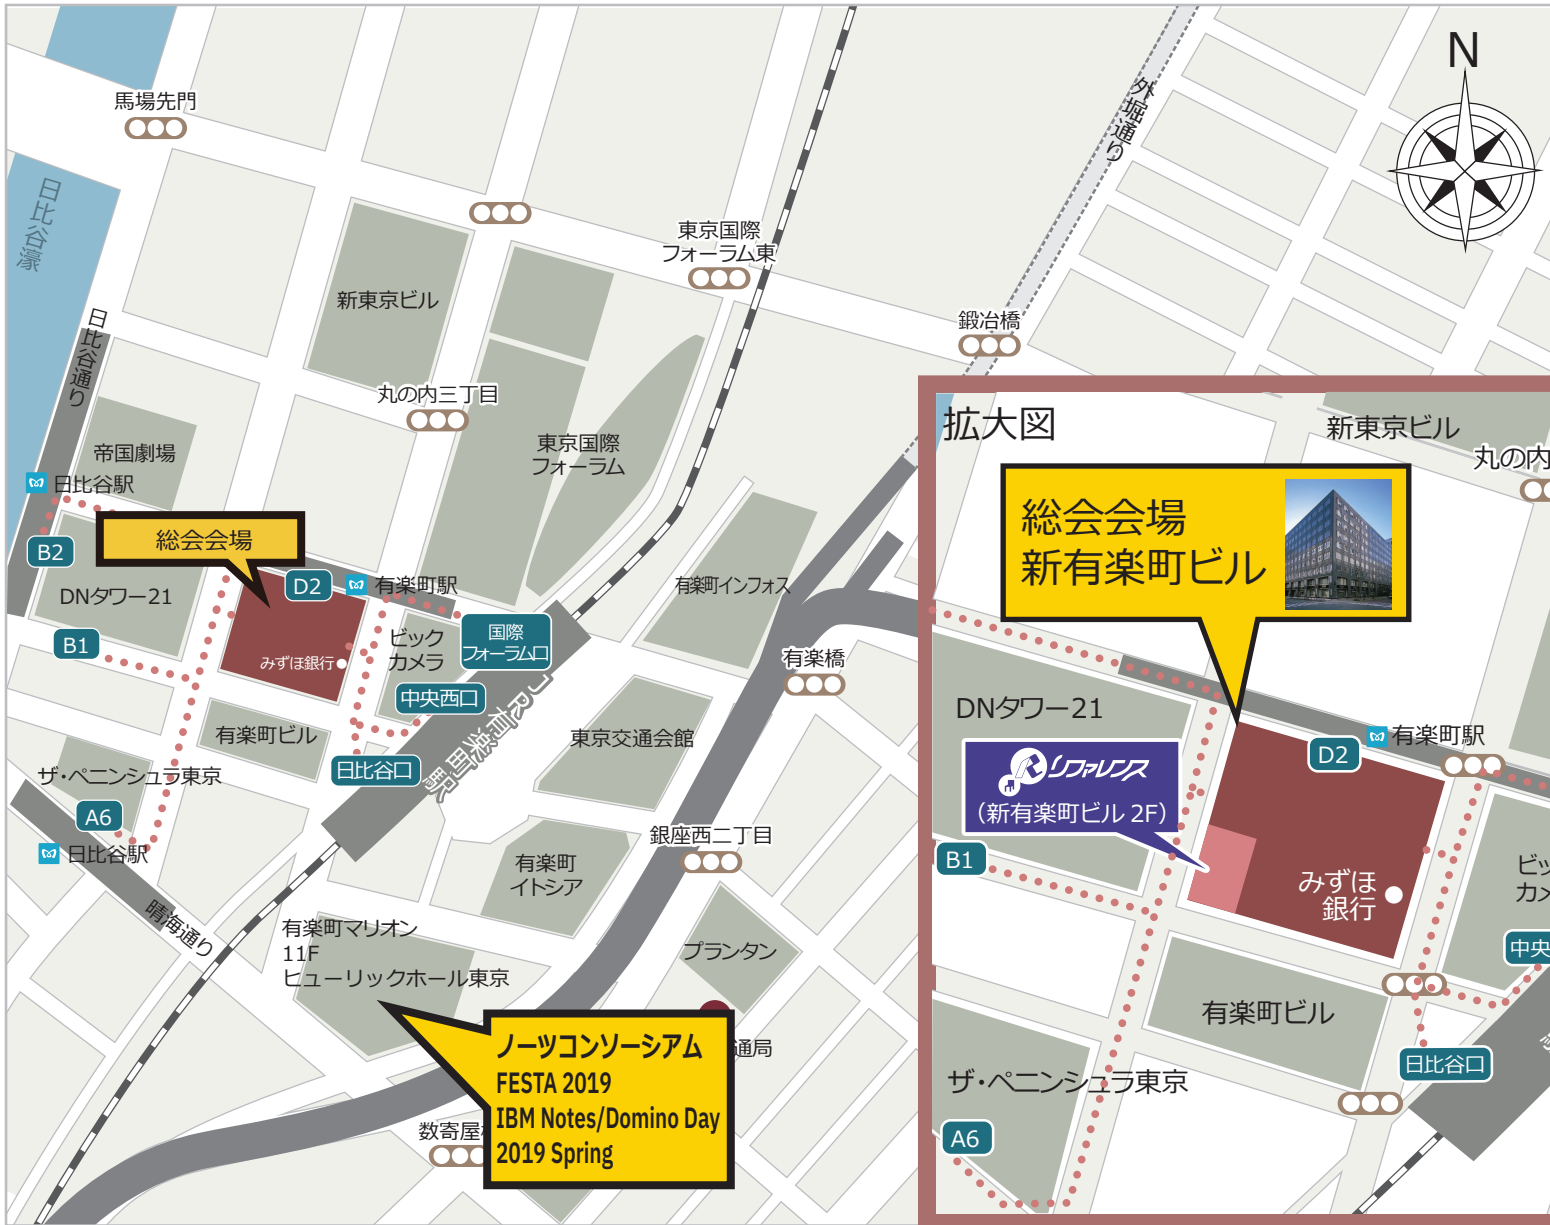 N
馬場先門
外堀通り
日比谷濠
東京国際
フォーラム東
新東京ビル
鍛冶橋
日比谷通り
丸の内三丁目
拡大図
新東京ビル
丸の内
帝国劇場
東京国際
フォーラム
日比谷駅
総会会場
新有楽町ビル
総会会場
B2
D2
有楽町駅
有楽町インフォス
DNタワー21
国際
フォーラム口
ビック
カメラ
B1
みずほ銀行
有楽橋
中央西口
JR有楽町駅
有楽町ビル
東京交通会館
日比谷口
ザ・ペニンシュラ東京
A6
日比谷駅
銀座西二丁目
有楽町
イトシア
晴海通り
有楽町マリオン
11F
ヒューリックホール東京
プランタン
ノーツコンソーシアム
FESTA 2019
IBM Notes/Domino Day
2019 Spring
通局
数寄屋
DNタワー21
有楽町駅
D2
リファレンス
(新有楽町ビル 2F)
B1
みずほ
銀行
ビッ
カメ
中央
有楽町ビル
日比谷口
ザ・ペニンシュラ東京
A6